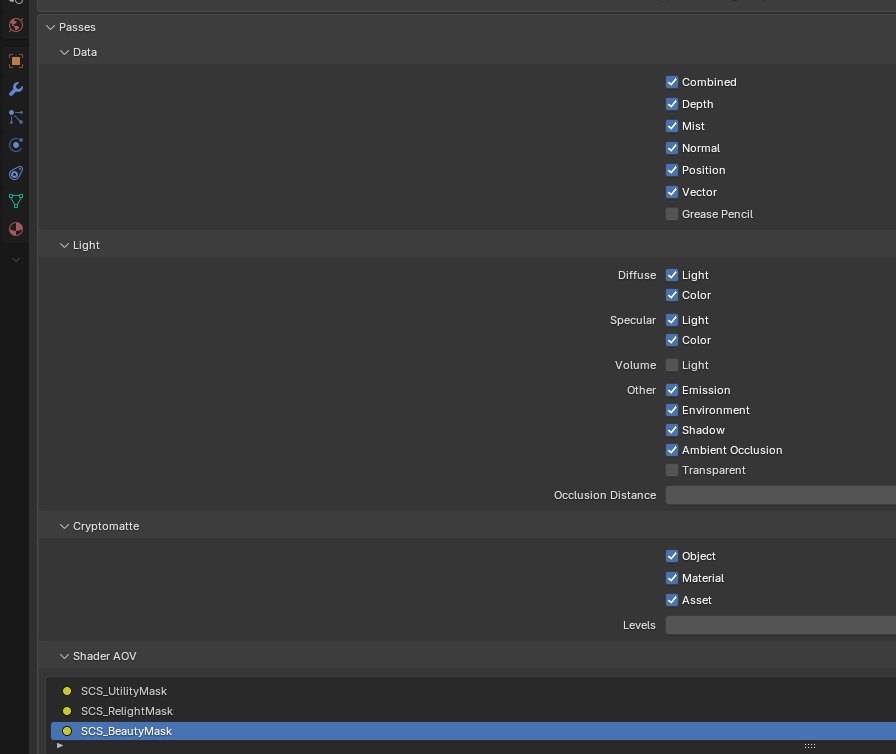 Passes
Data
Combined
Depth
Mist
Normal
Position
Vector
Grease Pencil
Light
Diffuse Light
Color
Specular Light
Color
Volume Light
Other Emission
Environment
Shadow
Ambient Occlusion
Transparent
Occlusion Distance
Cryptomatte
Object
Material
Asset
Levels
Shader AOV
SCS_UtilityMask
SCS_RelightMask
SCS_BeautyMask